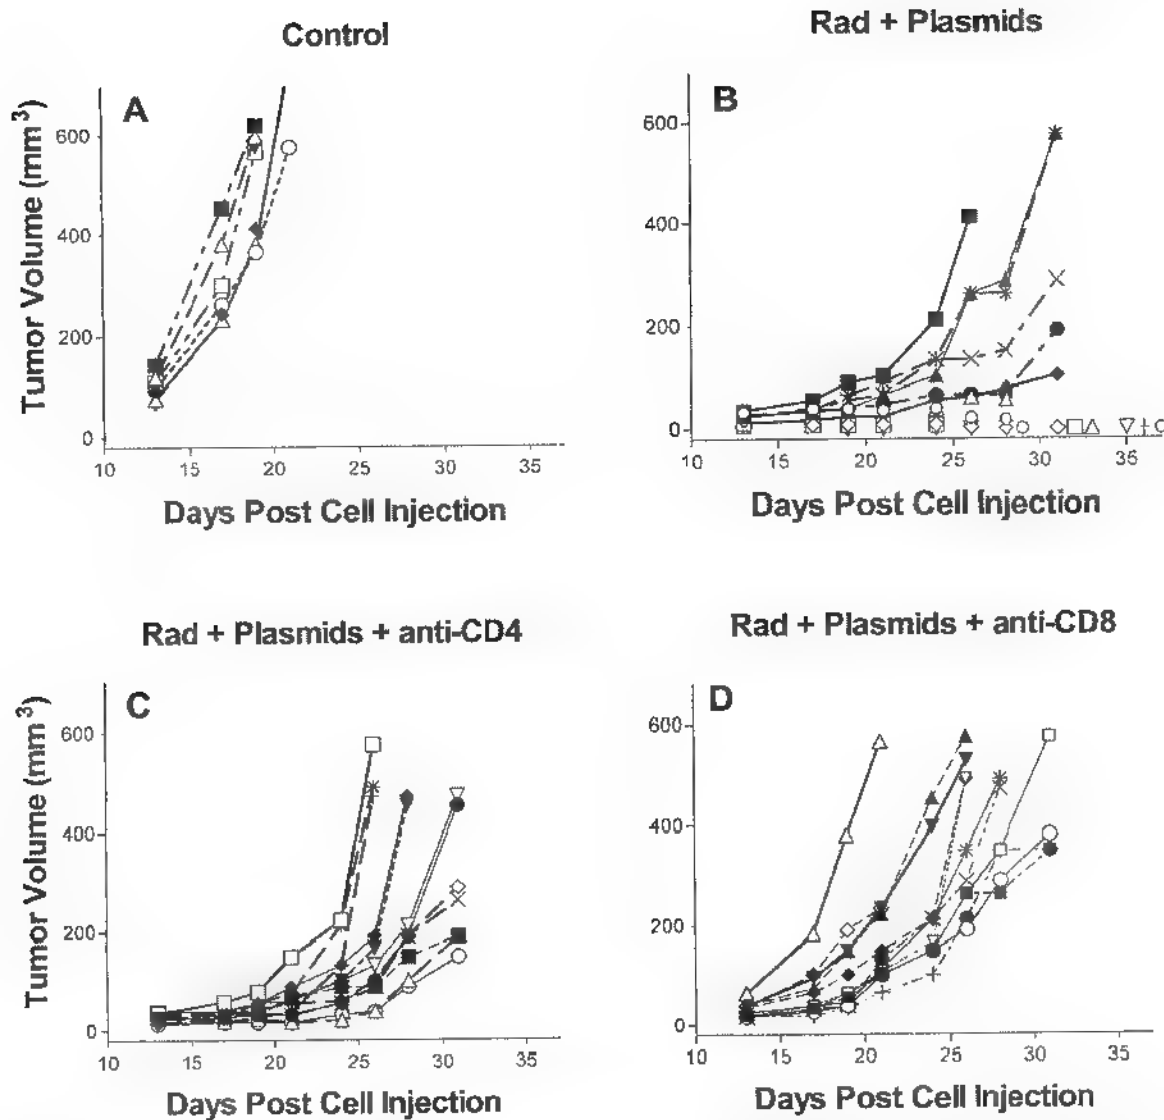 Control
A
Tumor Volume (mm³)
600
400
200
0
10 15 20 25 30 35
Days Post Cell Injection
Rad + Plasmids
B
600
400
200
0
10 15 20 25 30 35
Days Post Cell Injection
Rad + Plasmids + anti-CD4
C
Tumor Volume (mm³)
600
400
200
0
10 15 20 25 30 35
Days Post Cell Injection
Rad + Plasmids + anti-CD8
D
600
400
200
0
10 15 20 25 30 35
Days Post Cell Injection